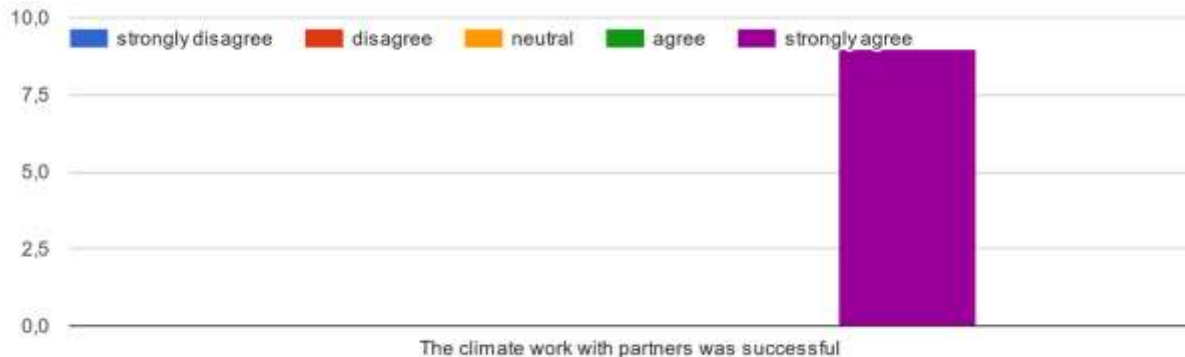 10,0
strongly disagree disagree neutral agree strongly agree
7,5
5,0
2,5
0,0
The climate work with partners was successful